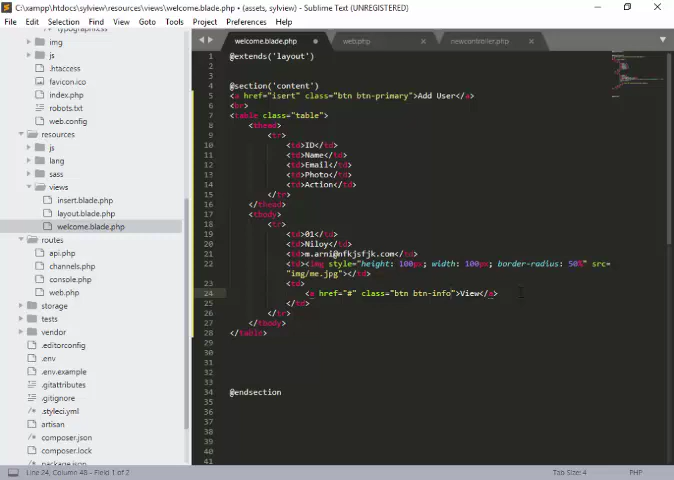 C:\xampp\htdocs\sylview\resources\views\welcome.blade.php • (assets, sylview) - Sublime Text (UNREGISTERED)
File Edit Selection Find View Goto Tools Project Preferences Help
img
js
.htaccess
favicon.ico
index.php
robots.txt
web.config
resources
js
lang
sass
views
insert.blade.php
layout.blade.php
welcome.blade.php
routes
api.php
channels.php
console.php
web.php
storage
tests
vendor
.editorconfig
.env
.env.example
.gitattributes
.gitignore
.styleci.yml
artisan
composer.json
composer.lock
package.json
welcome.blade.php
web.php
newcontroller.php
1 @extends('layout')
2
3
4 @section('content')
5 <a href="isert" class="btn btn-primary">Add User</a>
6 <br>
7 <table class="table">
8 <thead>
9 <tr>
10 <td>ID</td>
11 <td>Name</td>
12 <td>Email</td>
13 <td>Photo</td>
14 <td>Action</td>
15 </tr>
16 </thead>
17 <tbody>
18 <tr>
19 <td>01</td>
20 <td>Niloy</td>
21 <td>m.arni@nfkjsfjk.com</td>
22 <td><img style="height: 100px; width: 100px; border-radius: 50%" src=
"img/me.jpg"></td>
23 <td>
24 <a href="#" class="btn btn-info">View</a>
25 </td>
26 </tr>
27 </tbody>
28 </table>
29
30
31
32
33
34 @endsection
35
36
37
38
39
40
41
Line 24, Column 48 - Field 1 of 2
Tab Size: 4
PHP